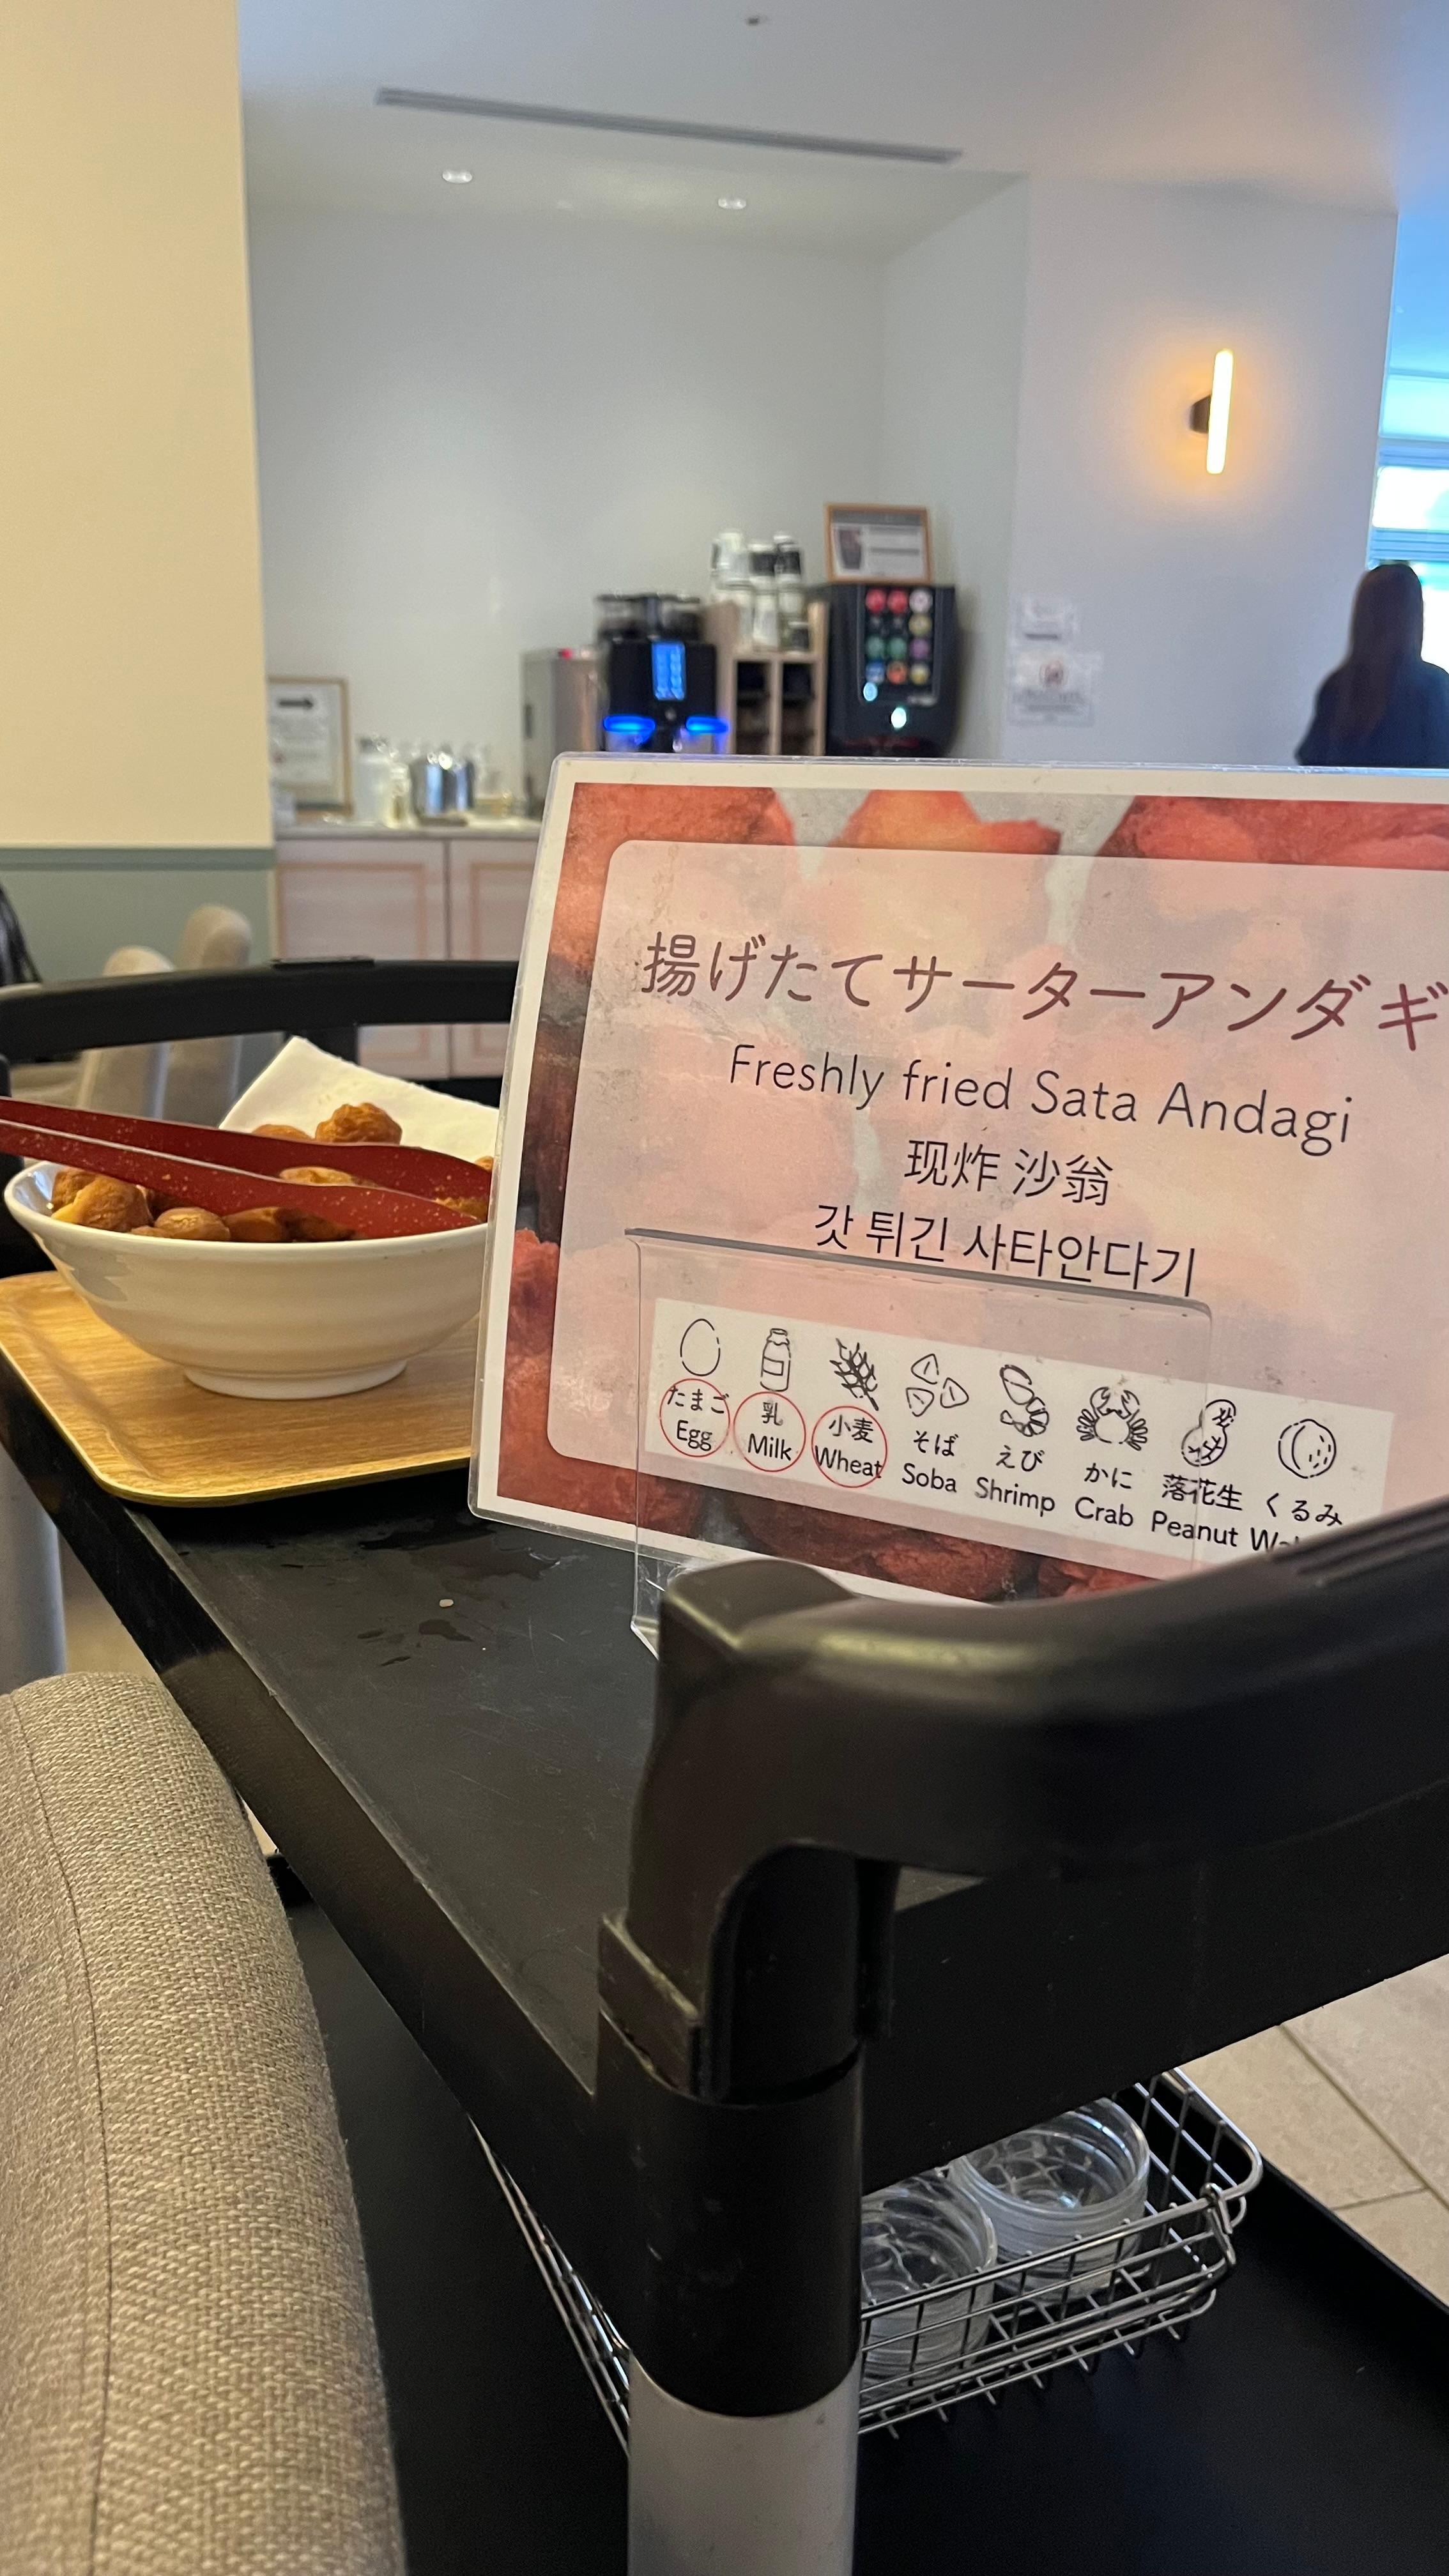 揚げたてサーターアンダギ
Freshly fried Sata Andagi
现炸 沙翁
갓 튀긴 사타안다기
たまご 乳 小麦 そば えび かに 落花生 くるみ
Egg Milk Wheat Soba Shrimp Crab Peanut